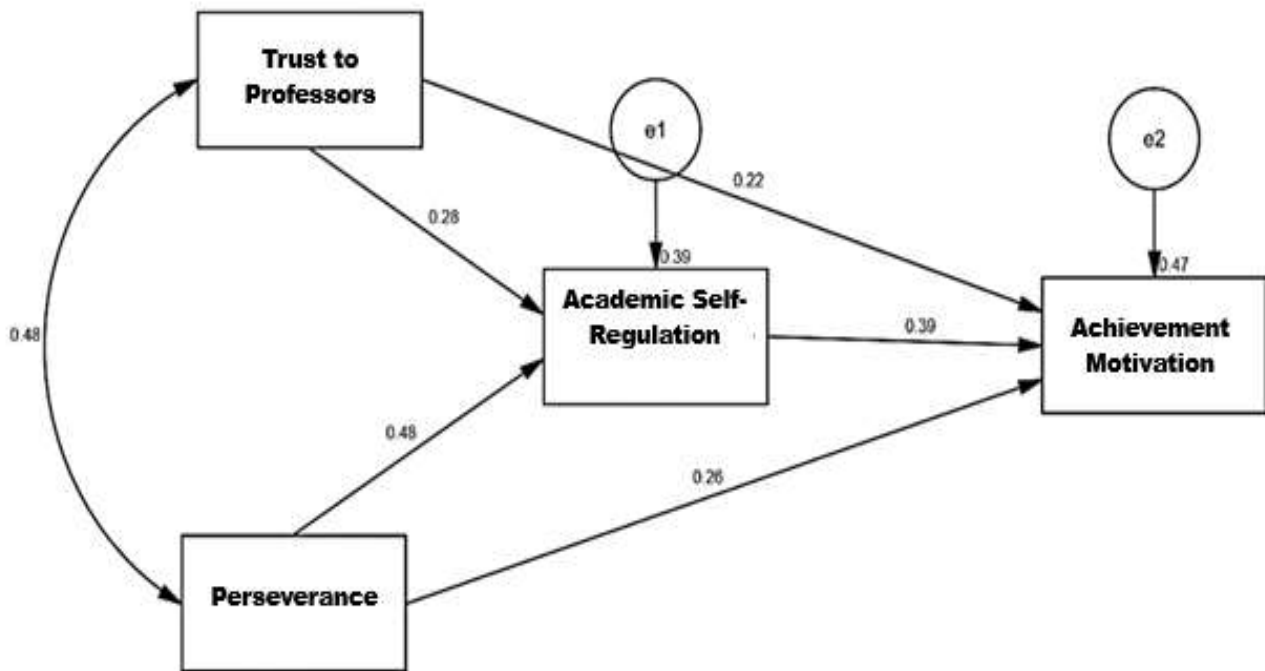 Trust to
Professors
e1
e2
0.22
0.28
0.39
0.47
Academic Self-
Regulation
0.39
Achievement
Motivation
0.48
0.48
0.26
Perseverance